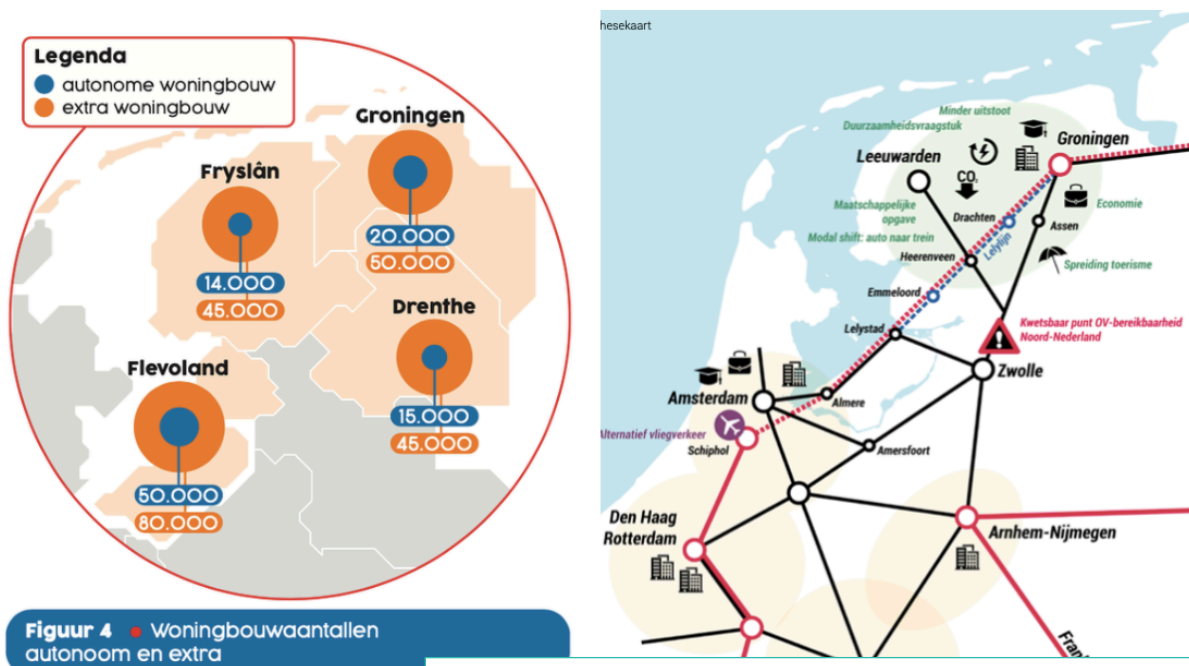 Legenda
autonome woningbouw
extra woningbouw
Groningen
20.000
50.000
Fryslân
14.000
45.000
Drenthe
15.000
45.000
Flevoland
50.000
80.000
Figuur 4 • Woningbouwaantallen
autonoom en extra
hesekaart
Minder uitstoot
Duurzaamheidsvraagstuk
Groningen
Leeuwarden
CO₂
Maatschappelijke
opgave
Drachten
Economie
Lelylijn
Assen
Modal shift: auto naar trein
Heerenveen
Spreiding toerisme
Emmeloord
Kwetsbaar punt OV-bereikbaarheid
Noord-Nederland
Lelystad
Zwolle
Amsterdam
Almere
Alternatief vliegverkeer
Schiphol
Amersfoort
Den Haag
Rotterdam
Arnhem-Nijmegen